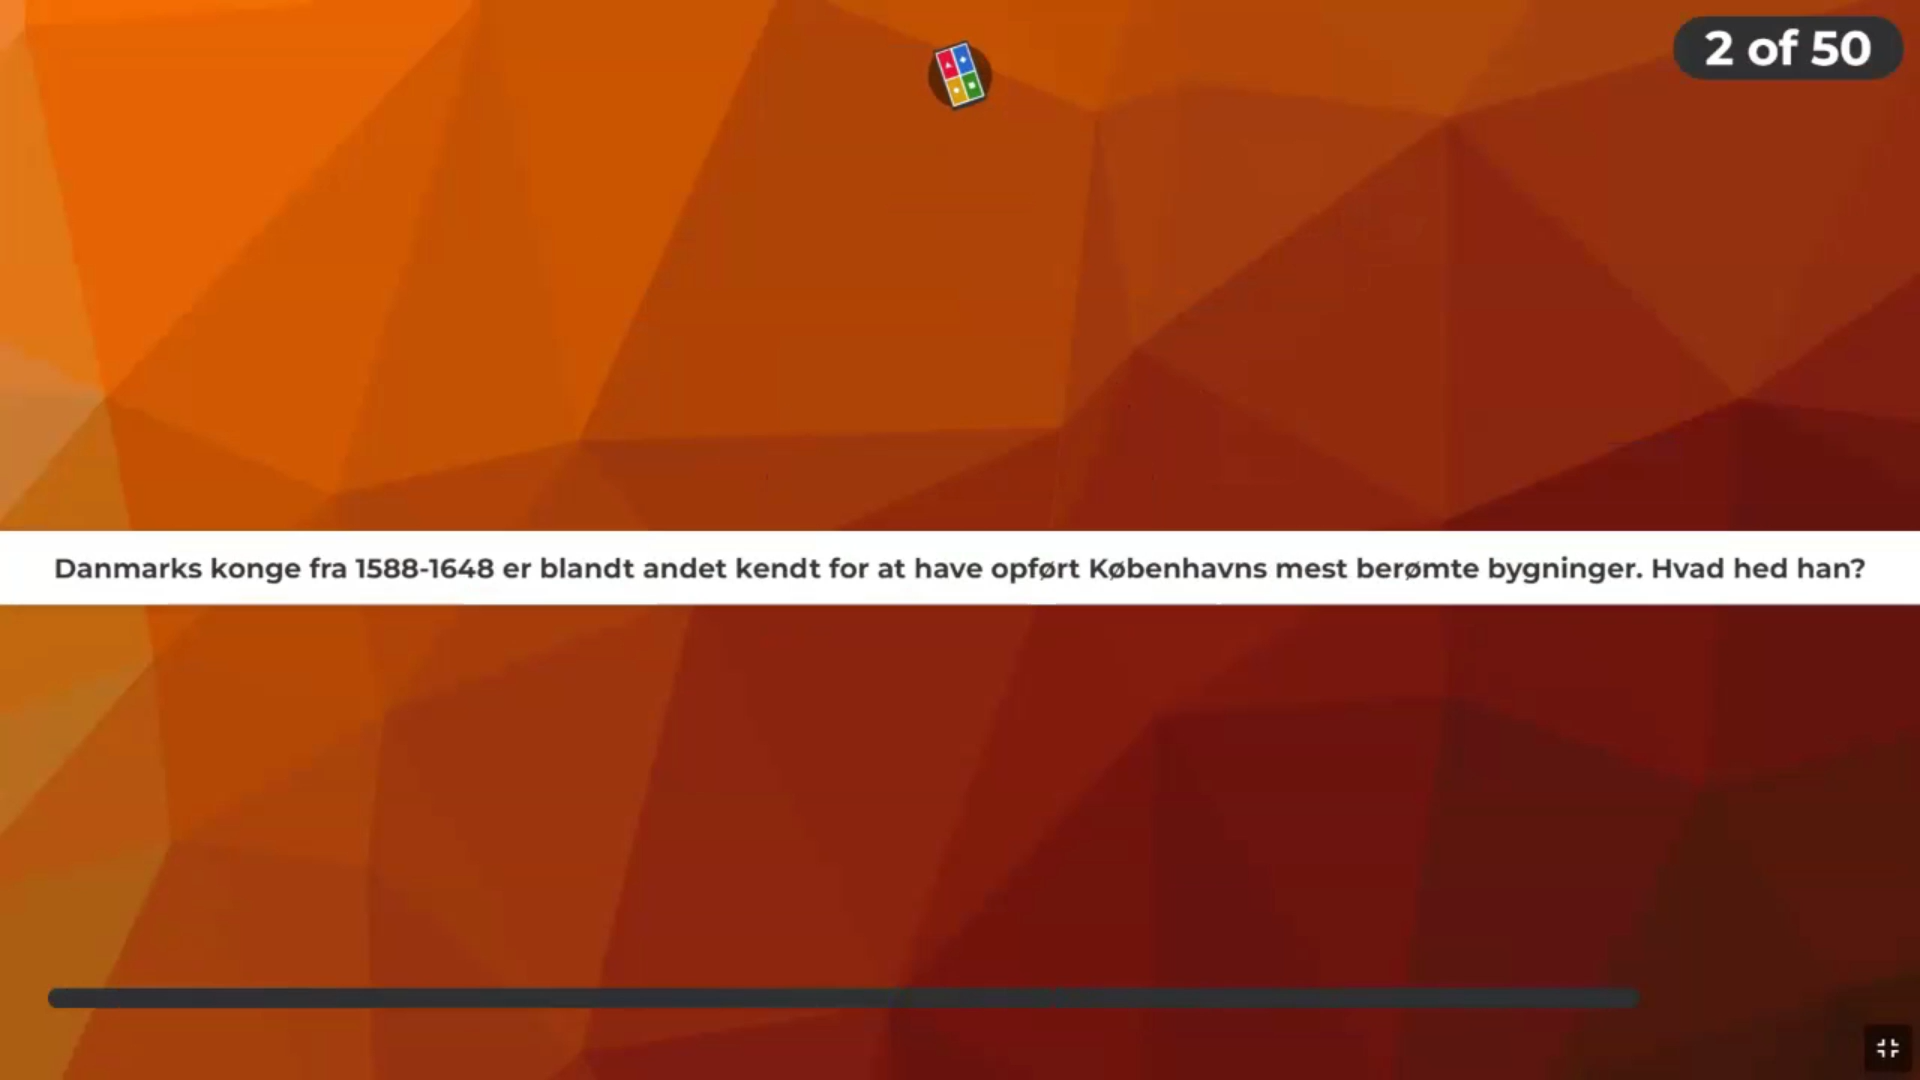 2 of 50
Danmarks konge fra 1588-1648 er blandt andet kendt for at have opført Københavns mest berømte bygninger. Hvad hed han?